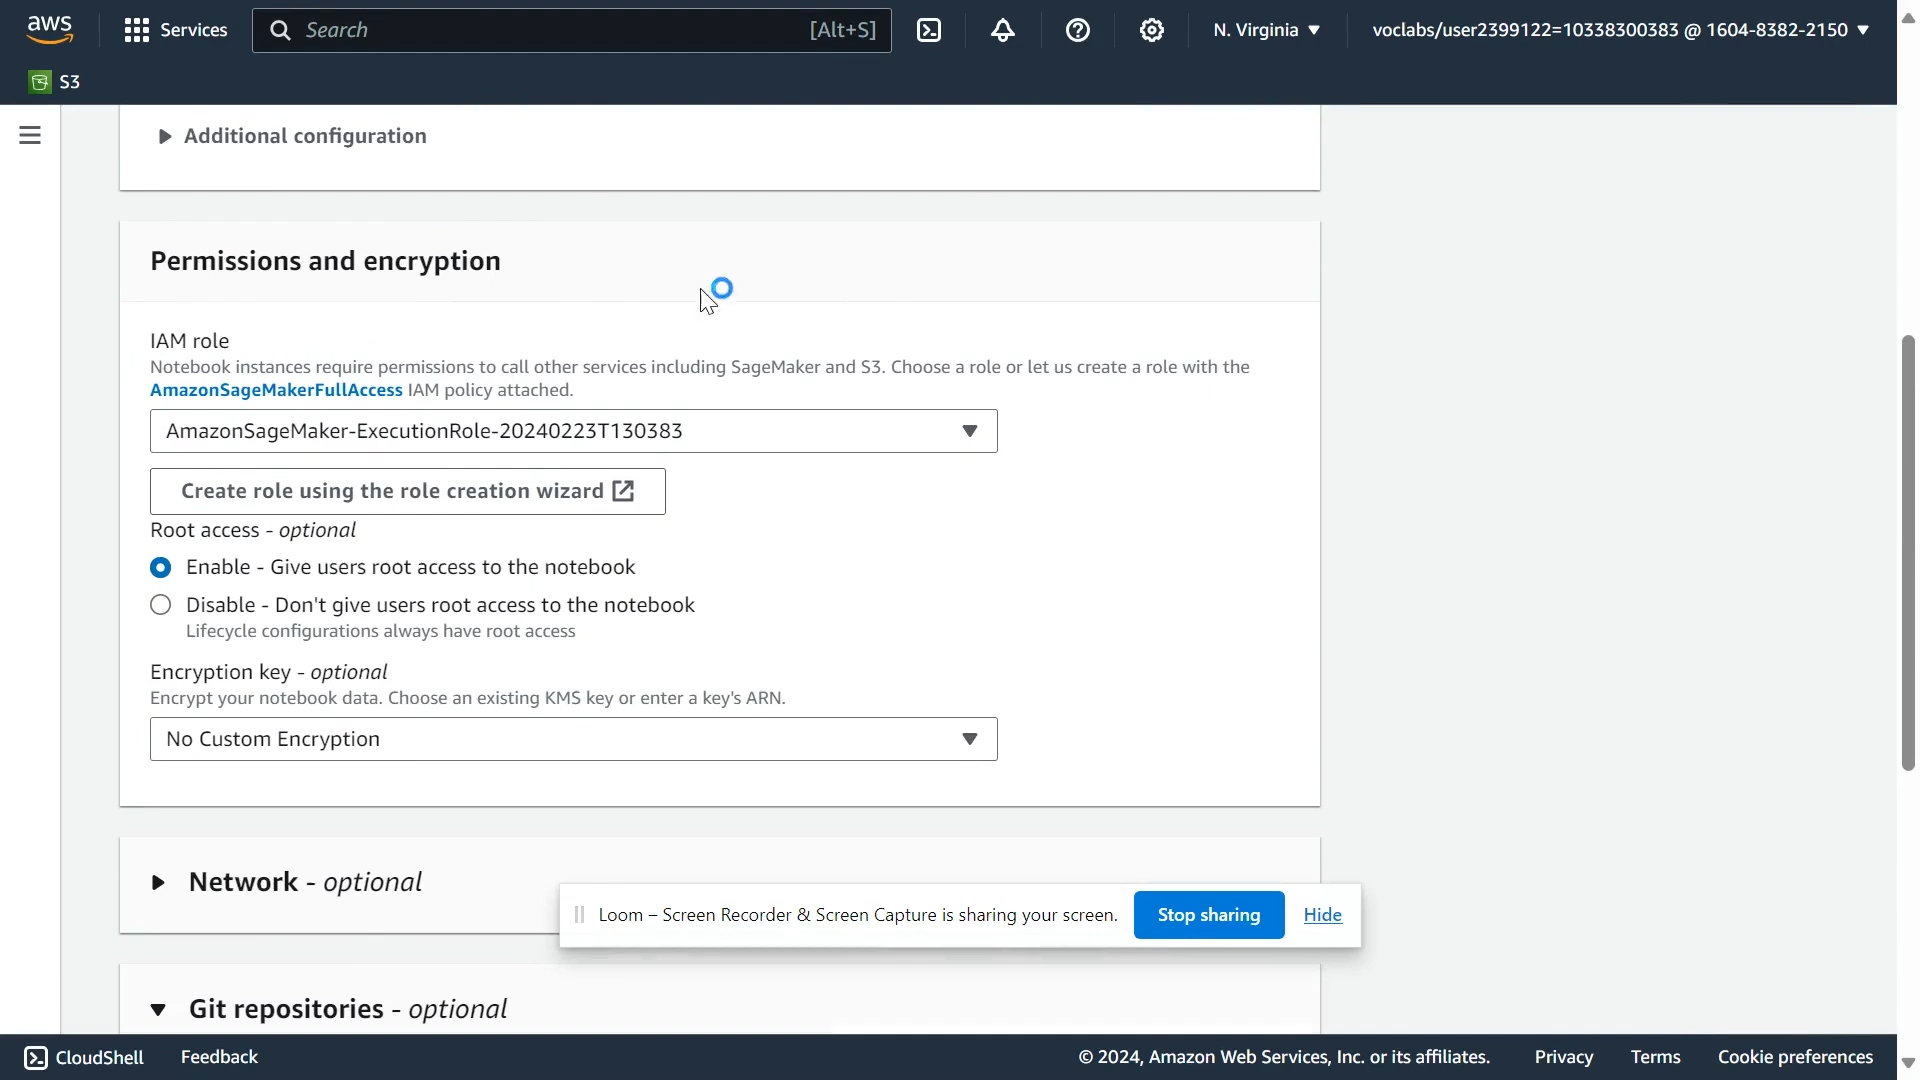 aws
Services
Search
[Alt+S]
N. Virginia
voclabs/user2399122=10338300383 @ 1604-8382-2150
S3
Additional configuration
Permissions and encryption
IAM role
Notebook instances require permissions to call other services including SageMaker and S3. Choose a role or let us create a role with the
AmazonSageMakerFullAccess IAM policy attached.
AmazonSageMaker-ExecutionRole-20240223T130383
Create role using the role creation wizard
Root access - optional
Enable - Give users root access to the notebook
Disable - Don't give users root access to the notebook
Lifecycle configurations always have root access
Encryption key - optional
Encrypt your notebook data. Choose an existing KMS key or enter a key's ARN.
No Custom Encryption
Network - optional
Loom – Screen Recorder & Screen Capture is sharing your screen.
Stop sharing
Hide
Git repositories - optional
CloudShell
Feedback
© 2024, Amazon Web Services, Inc. or its affiliates.
Privacy
Terms
Cookie preferences